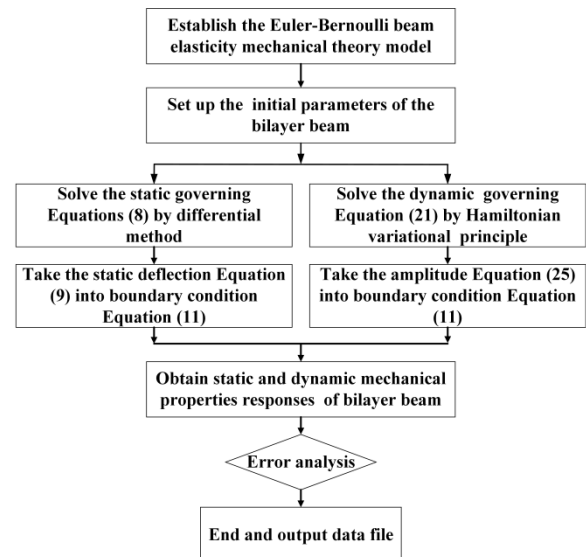 Establish the Euler-Bernoulli beam
elasticity mechanical theory model
Set up the initial parameters of the
bilayer beam
Solve the static governing
Equations (8) by differential
method
Solve the dynamic governing
Equation (21) by Hamiltonian
variational principle
Take the static deflection Equation
(9) into boundary condition
Equation (11)
Take the amplitude Equation (25)
into boundary condition Equation
(11)
Obtain static and dynamic mechanical
properties responses of bilayer beam
Error analysis
End and output data file